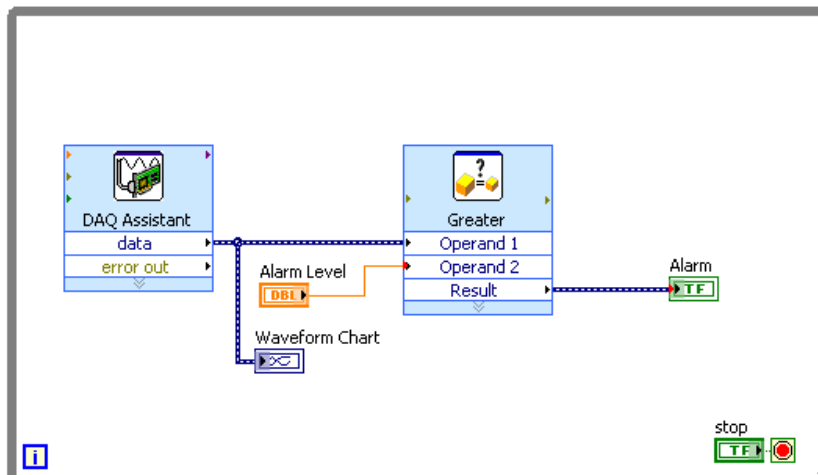 DAQ Assistant
data
error out
?
=
Greater
Operand 1
Operand 2
Result
Alarm Level
DBL
Alarm
TF
Waveform Chart
stop
TF
i